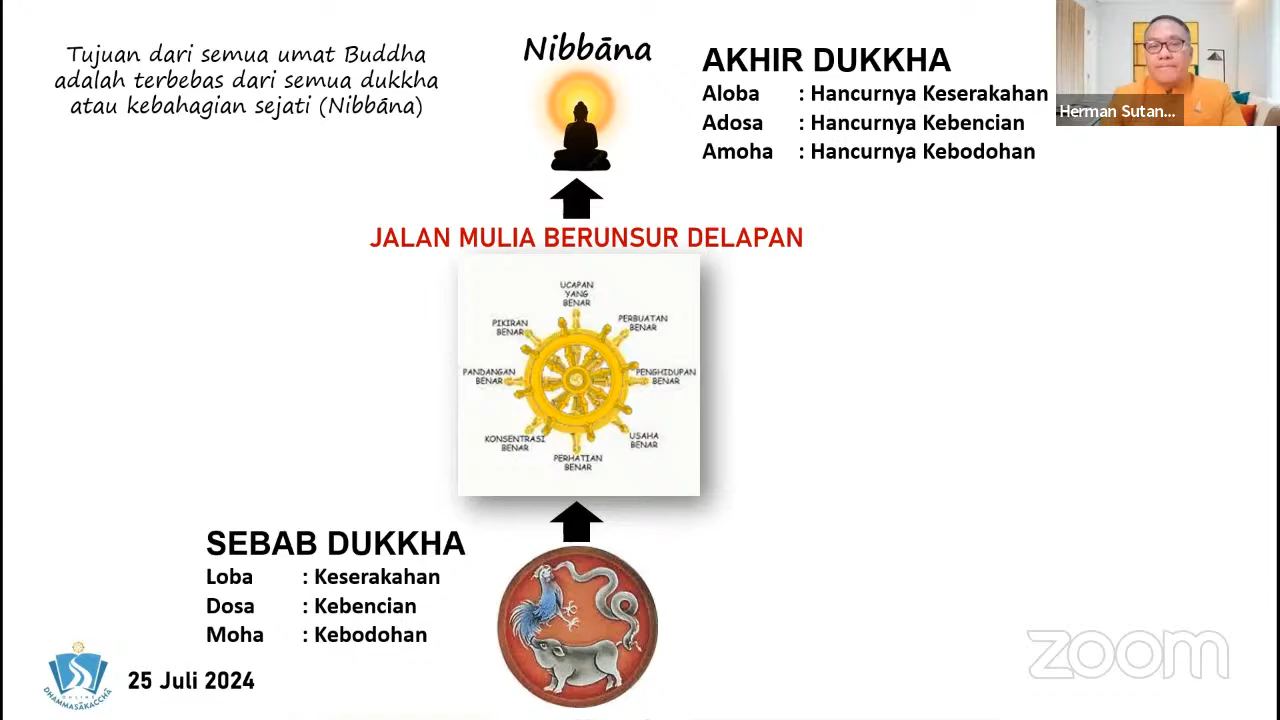 Tujuan dari semua umat Buddha
adalah terbebas dari semua dukkha
atau kebahagian sejati (Nibbāna)
Nibbāna
AKHIR DUKKHA
Aloba : Hancurnya Keserakahan
Adosa : Hancurnya Kebencian
Amoha : Hancurnya Kebodohan
Herman Sutan...
JALAN MULIA BERUNSUR DELAPAN
UCAPAN
YANG
BENAR
PIKIRAN
BENAR
PERBUATAN
BENAR
PANDANGAN
BENAR
PENGHIDUPAN
BENAR
KONSENTRASI
BENAR
USAHA
BENAR
PERHATIAN
BENAR
SEBAB DUKKHA
Loba : Keserakahan
Dosa : Kebencian
Moha : Kebodohan
ONLINE
DHAMMASĀKACCHĀ
25 Juli 2024
zoom